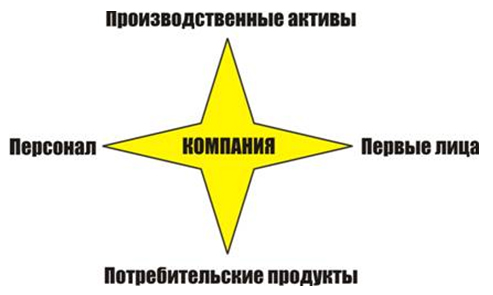 Производственные активы
Персонал
КОМПАНИЯ
Первые лица
Потребительские продукты